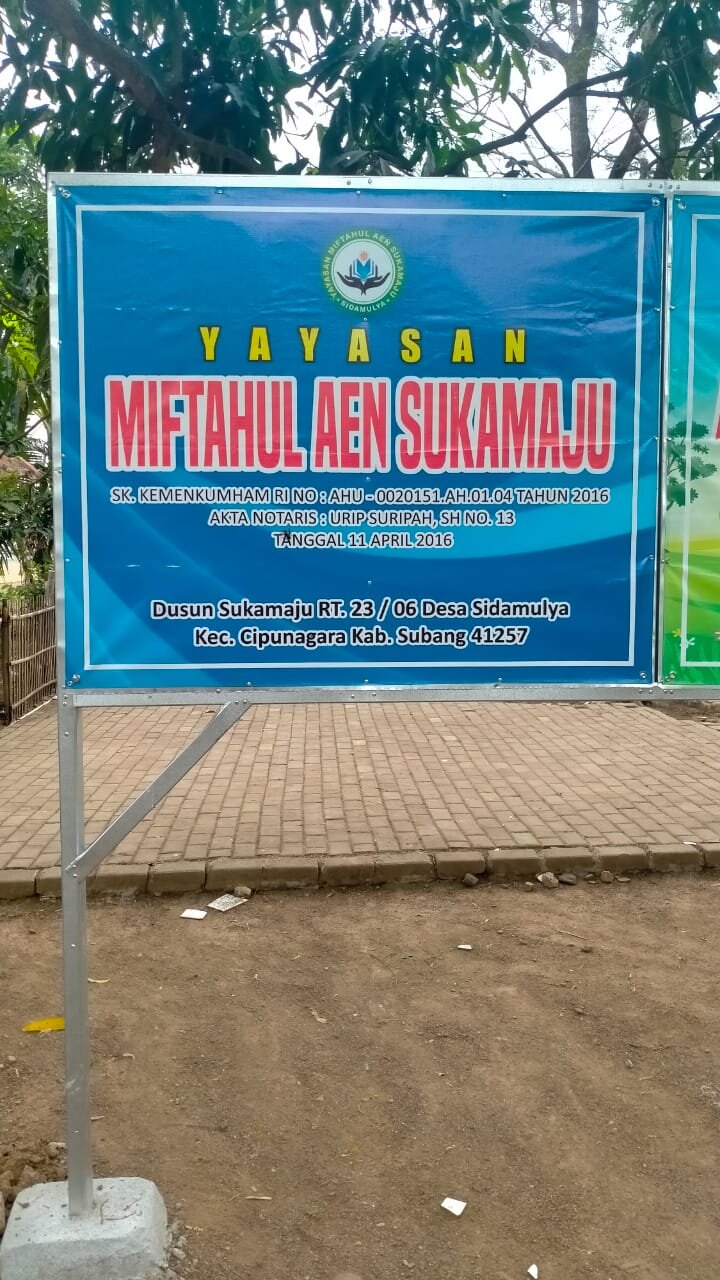 YAYASAN MIFTAHUL AEN SUKAMAJU
SIDAMULYA
YAYASAN
MIFTAHUL AEN SUKAMAJU
SK. KEMENKUMHAM RI NO : AHU - 0020151.AH.01.04 TAHUN 2016
AKTA NOTARIS : URIP SURIPAH, SH NO. 13
TANGGAL 11 APRIL 2016
Dusun Sukamaju RT. 23 / 06 Desa Sidamulya
Kec. Cipunagara Kab. Subang 41257